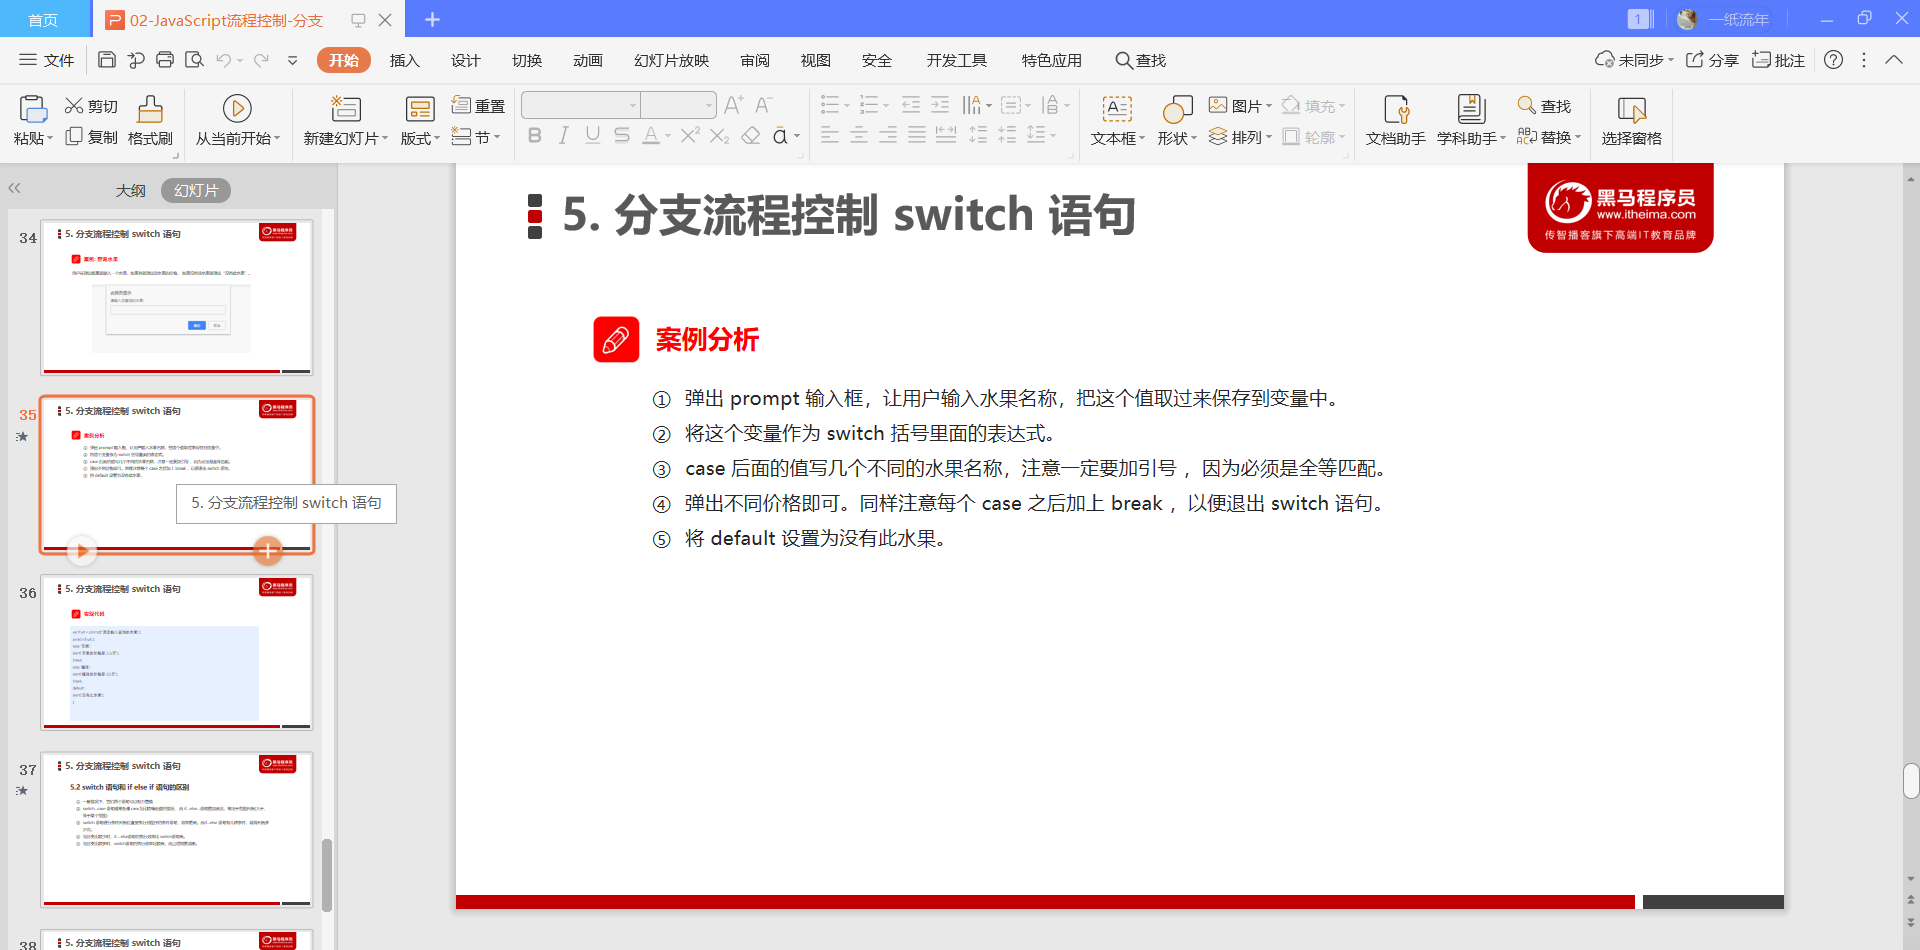 首页
02-JavaScript流程控制-分支
1
一纸流年
文件
开始
插入
设计
切换
动画
幻灯片放映
审阅
视图
安全
开发工具
特色应用
查找
未同步
分享
批注
粘贴
剪切
复制
格式刷
从当前开始
新建幻灯片
版式
重置
节
图片
填充
查找
文本框
形状
排列
轮廓
文档助手
学科助手
替换
选择窗格
大纲
幻灯片
34
5. 分支流程控制 switch 语句
案例: 查询水果
35
5. 分支流程控制 switch 语句
案例分析
5. 分支流程控制 switch 语句
36
5. 分支流程控制 switch 语句
实现代码
37
5. 分支流程控制 switch 语句
5.2 switch 语句和 if else if 语句的区别
38
5. 分支流程控制 switch 语句
5. 分支流程控制 switch 语句
黑马程序员
www.itheima.com
传智播客旗下高端IT教育品牌
案例分析
① 弹出 prompt 输入框，让用户输入水果名称，把这个值取过来保存到变量中。
② 将这个变量作为 switch 括号里面的表达式。
③ case 后面的值写几个不同的水果名称，注意一定要加引号 ，因为必须是全等匹配。
④ 弹出不同价格即可。同样注意每个 case 之后加上 break ，以便退出 switch 语句。
⑤ 将 default 设置为没有此水果。